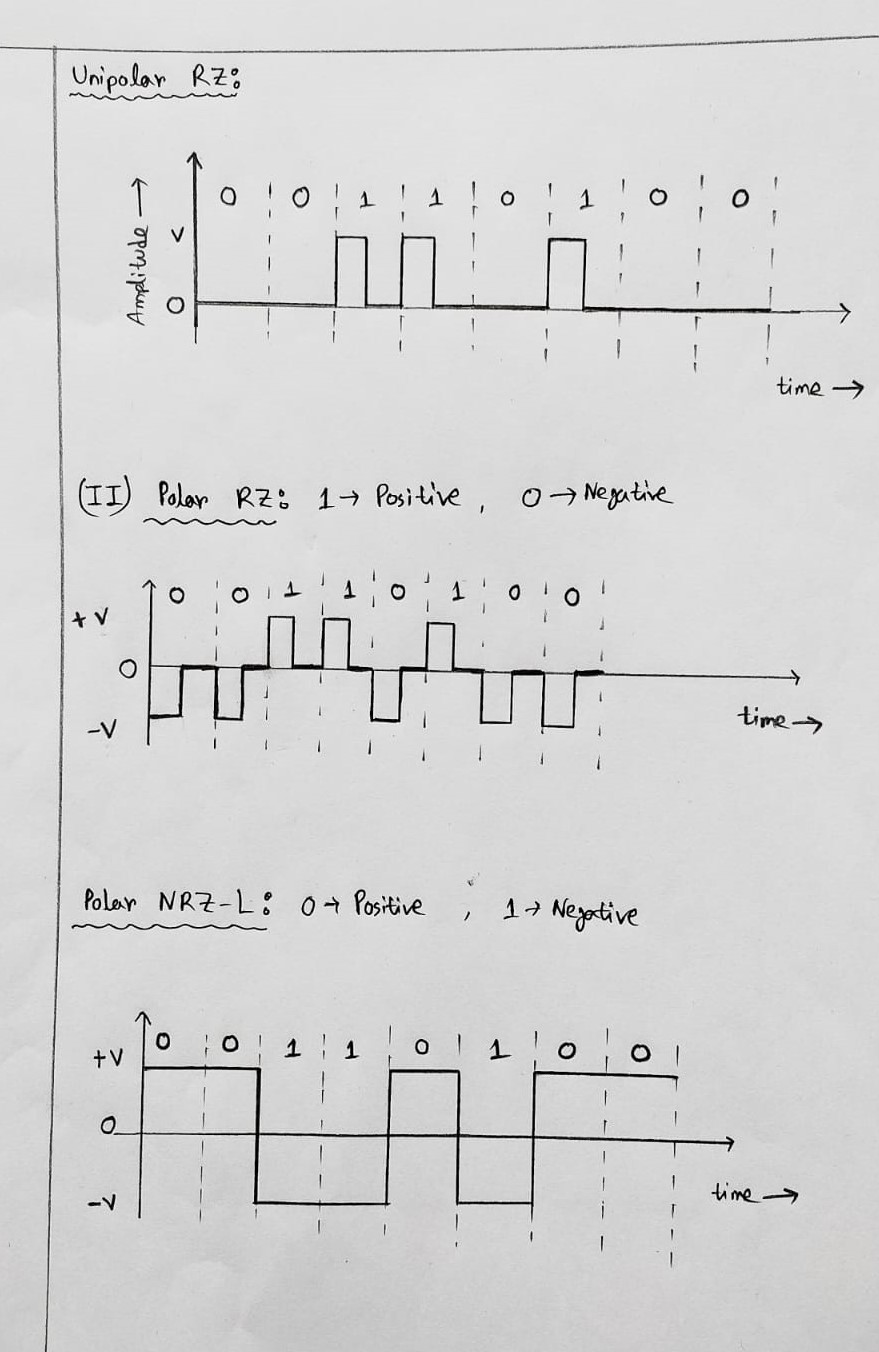 Unipolar RZ:
0 0 1 1 0 1 0 0
Amplitude →
V
0
time →
(II) Polar RZ: 1 → Positive, 0 → Negative
0 0 1 1 0 1 0 0
+V
0
-V
time →
Polar NRZ-L: 0 → Positive, 1 → Negative
0 0 1 1 0 1 0 0
+V
0
-V
time →